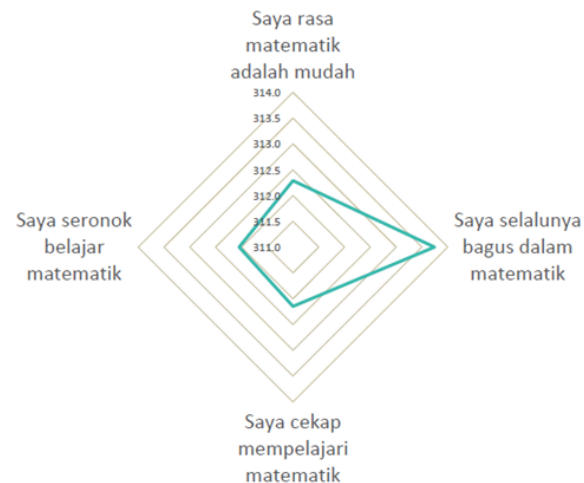 Saya rasa
matematik
adalah mudah
314.0
313.5
313.0
312.5
312.0
311.5
311.0
Saya seronok
belajar
matematik
Saya selalunya
bagus dalam
matematik
Saya cekap
mempelajari
matematik